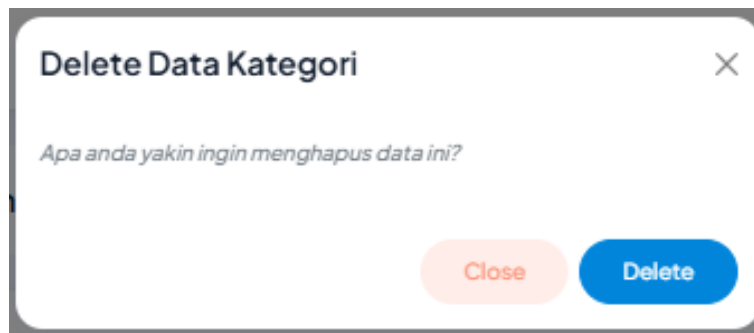 Delete Data Kategori
Apa anda yakin ingin menghapus data ini?
Close Delete